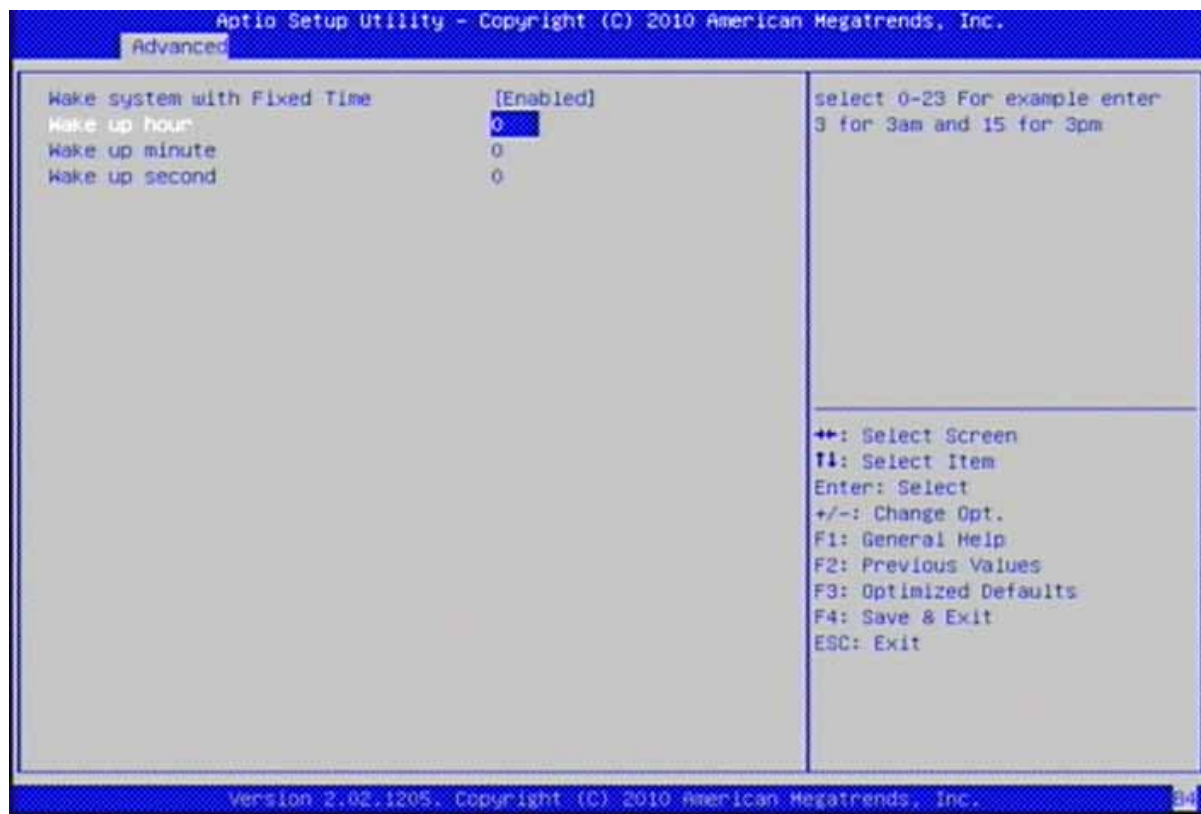 Aptio Setup Utility - Copyright (C) 2010 American Megatrends, Inc.
Advanced
Wake system with Fixed Time [Enabled]
Wake up hour 0
Wake up minute 0
Wake up second 0
select 0-23 For example enter
3 for 3am and 15 for 3pm
→←: Select Screen
↑↓: Select Item
Enter: Select
+/-: Change Opt.
F1: General Help
F2: Previous Values
F3: Optimized Defaults
F4: Save & Exit
ESC: Exit
Version 2.02.1205. Copyright (C) 2010 American Megatrends, Inc.
B4